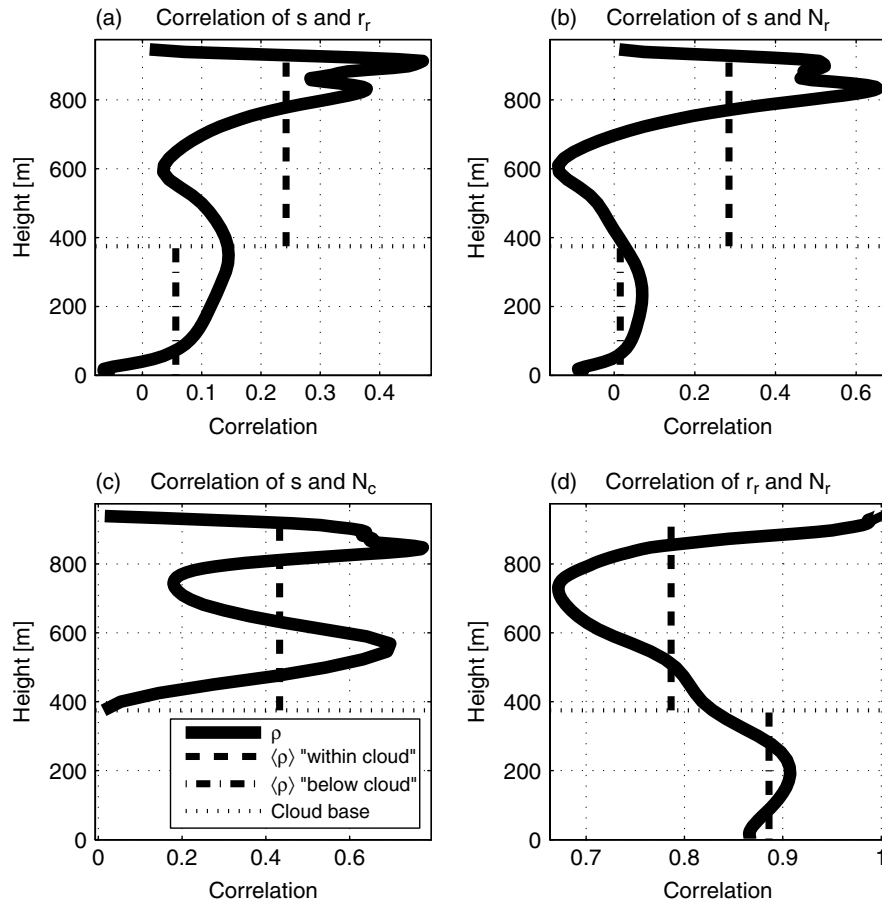 (a) Correlation of s and r_r
Height [m]
800
600
400
200
0
0 0.1 0.2 0.3 0.4
Correlation
(b) Correlation of s and N_r
Height [m]
800
600
400
200
0
0 0.2 0.4 0.6
Correlation
(c) Correlation of s and N_c
Height [m]
800
600
400
200
0
0 0.2 0.4 0.6
Correlation
ρ
⟨ρ⟩ "within cloud"
⟨ρ⟩ "below cloud"
Cloud base
(d) Correlation of r_r and N_r
Height [m]
800
600
400
200
0
0.7 0.8 0.9 1
Correlation